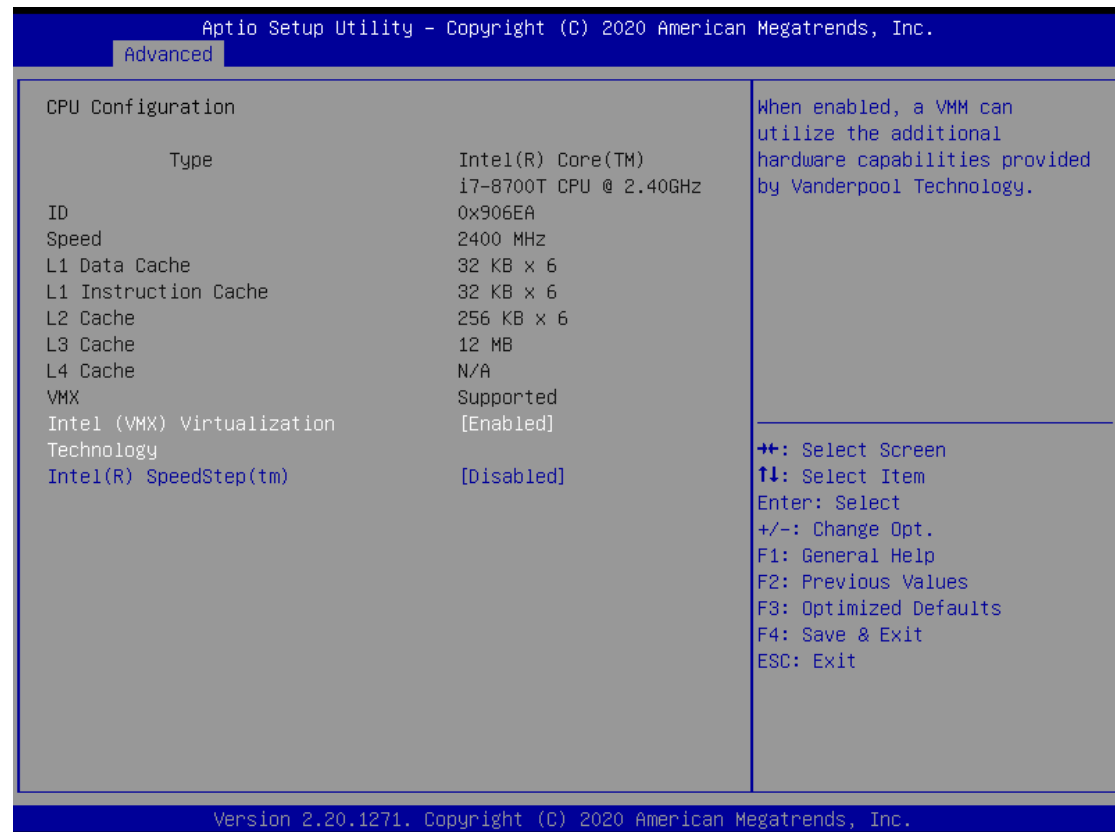 Aptio Setup Utility – Copyright (C) 2020 American Megatrends, Inc.
Advanced
CPU Configuration
Type Intel(R) Core(TM)
i7-8700T CPU @ 2.40GHz
ID 0x906EA
Speed 2400 MHz
L1 Data Cache 32 KB x 6
L1 Instruction Cache 32 KB x 6
L2 Cache 256 KB x 6
L3 Cache 12 MB
L4 Cache N/A
VMX Supported
Intel (VMX) Virtualization [Enabled]
Technology
Intel(R) SpeedStep(tm) [Disabled]
When enabled, a VMM can
utilize the additional
hardware capabilities provided
by Vanderpool Technology.
→←: Select Screen
↑↓: Select Item
Enter: Select
+/-: Change Opt.
F1: General Help
F2: Previous Values
F3: Optimized Defaults
F4: Save & Exit
ESC: Exit
Version 2.20.1271. Copyright (C) 2020 American Megatrends, Inc.